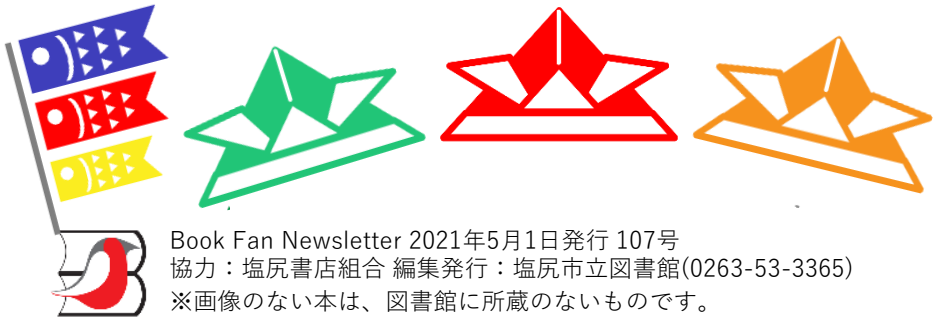 Book Fan Newsletter 2021年5月1日発行 107号
協力：塩尻書店組合 編集発行：塩尻市立図書館(0263-53-3365)
※画像のない本は、図書館に所蔵のないものです。